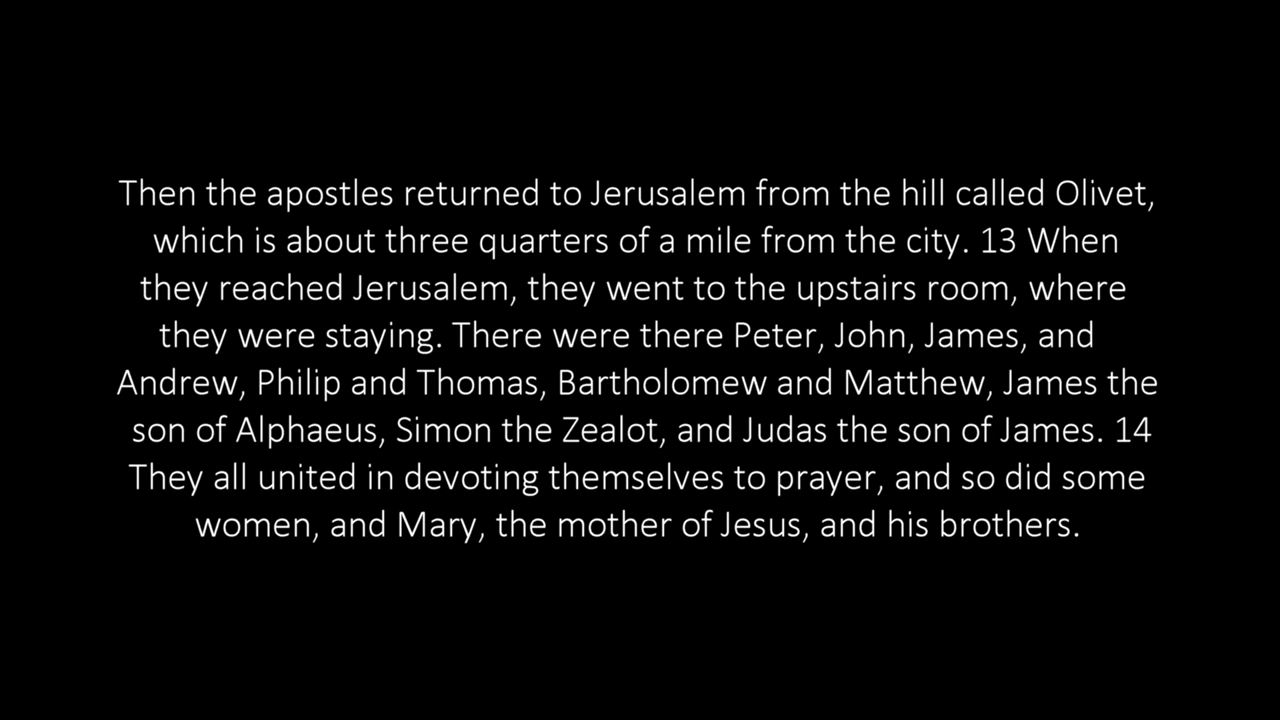 Then the apostles returned to Jerusalem from the hill called Olivet,
which is about three quarters of a mile from the city. 13 When
they reached Jerusalem, they went to the upstairs room, where
they were staying. There were there Peter, John, James, and
Andrew, Philip and Thomas, Bartholomew and Matthew, James the
son of Alphaeus, Simon the Zealot, and Judas the son of James. 14
They all united in devoting themselves to prayer, and so did some
women, and Mary, the mother of Jesus, and his brothers.